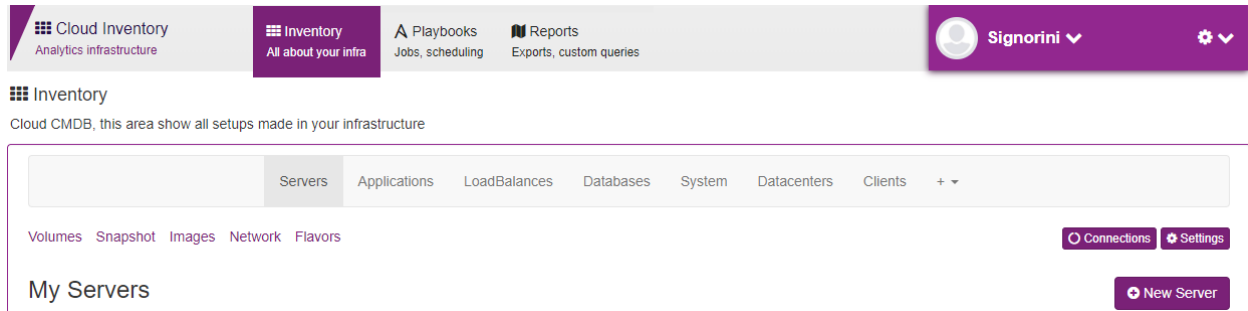 Cloud Inventory
Analytics infrastructure
Inventory
All about your infra
Playbooks
Jobs, scheduling
Reports
Exports, custom queries
Signorini
Inventory
Cloud CMDB, this area show all setups made in your infrastructure
Servers Applications LoadBalances Databases System Datacenters Clients +
Volumes Snapshot Images Network Flavors
Connections Settings
My Servers
New Server